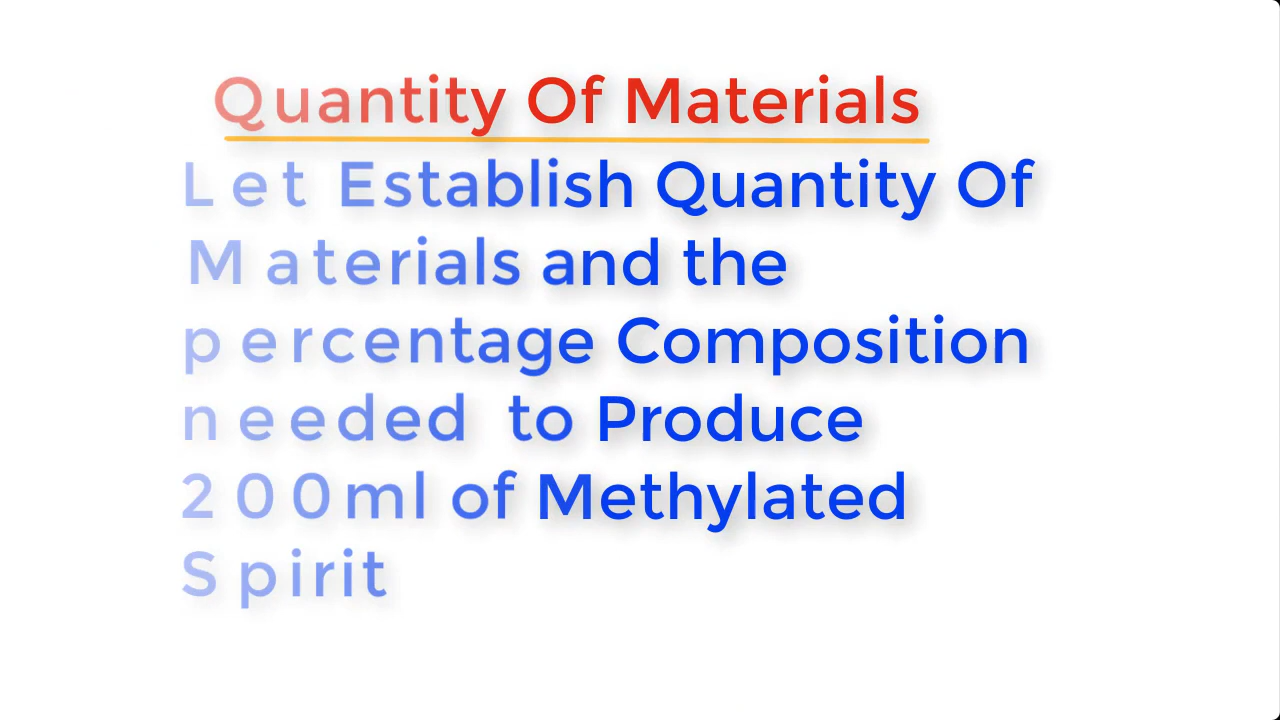 Quantity Of Materials
Let Establish Quantity Of
Materials and the
percentage Composition
needed to Produce
200ml of Methylated
Spirit